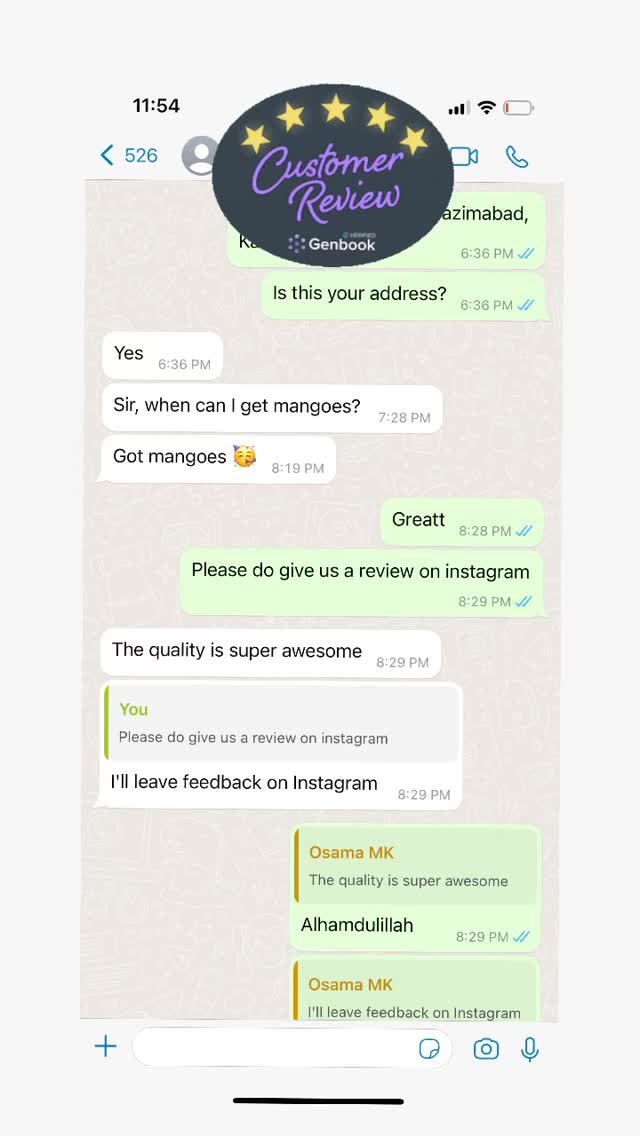 11:54
526
Customer
Review
VERIFIED
Genbook
azimabad,
6:36 PM
Is this your address?
6:36 PM
Yes
6:36 PM
Sir, when can I get mangoes?
7:28 PM
Got mangoes 🥳
8:19 PM
Greatt
8:28 PM
Please do give us a review on instagram
8:29 PM
The quality is super awesome
8:29 PM
You
Please do give us a review on instagram
I'll leave feedback on Instagram
8:29 PM
Osama MK
The quality is super awesome
Alhamdulillah
8:29 PM
Osama MK
I'll leave feedback on Instagram